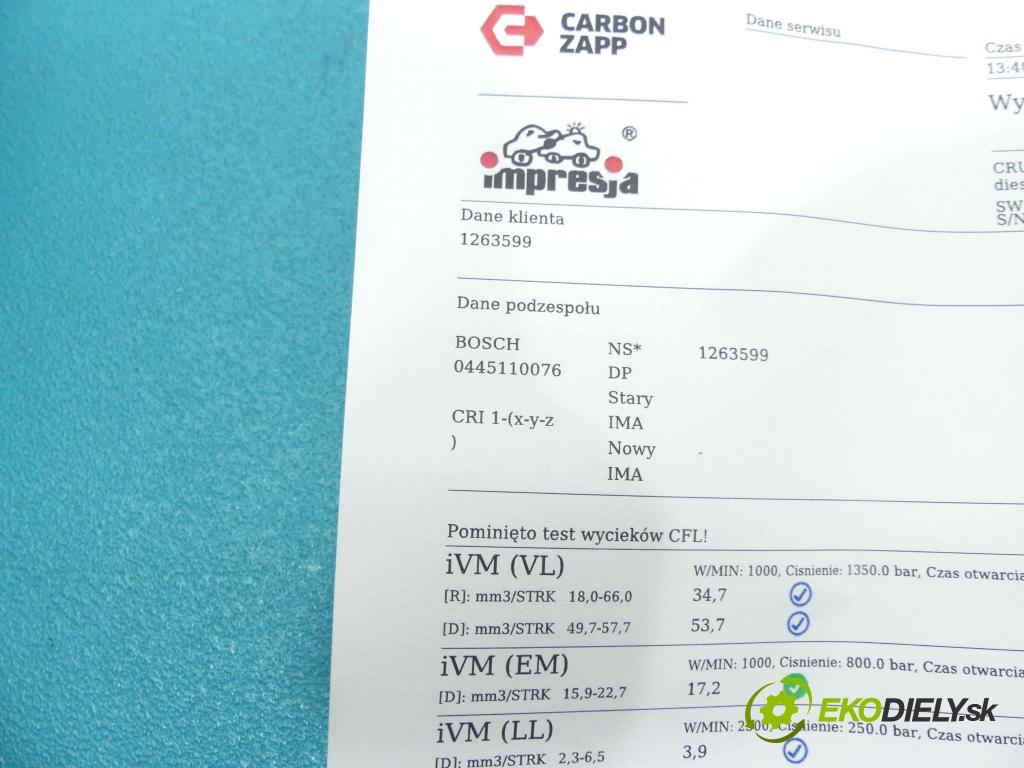 CARBON
ZAPP
Dane serwisu
Czas
13:40
Wy
impresja ®
CRU
dies
SW
S/N
Dane klienta
1263599
Dane podzespołu
BOSCH NS* 1263599
0445110076 DP
Stary
CRI 1-(x-y-z IMA
) Nowy -
IMA
Pominięto test wycieków CFL!
iVM (VL) W/MIN: 1000, Cisnienie: 1350.0 bar, Czas otwarcia
[R]: mm3/STRK 18,0-66,0 34,7
[D]: mm3/STRK 49,7-57,7 53,7
iVM (EM) W/MIN: 1000, Cisnienie: 800.0 bar, Czas otwarcia
[D]: mm3/STRK 15,9-22,7 17,2
iVM (LL) W/MIN: 2500, Cisnienie: 250.0 bar, Czas otwarcia
[D]: mm3/STRK 2,3-6,5 3,9
EKODIELY.sk